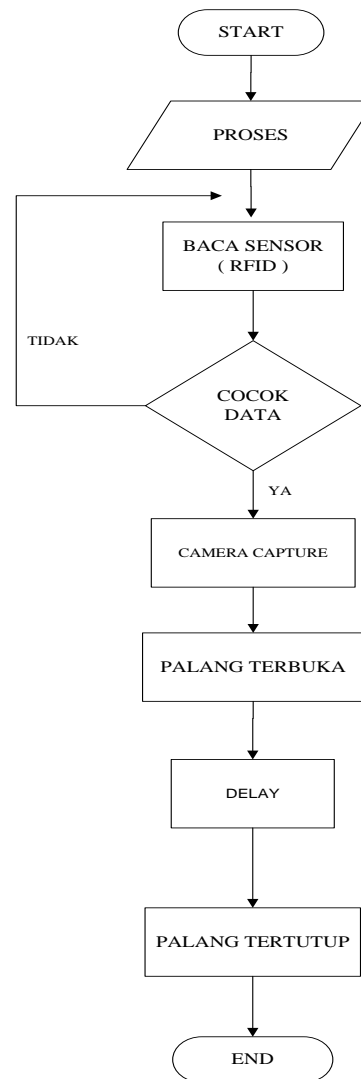 START
PROSES
BACA SENSOR
( RFID )
TIDAK
COCOK
DATA
YA
CAMERA CAPTURE
PALANG TERBUKA
DELAY
PALANG TERTUTUP
END